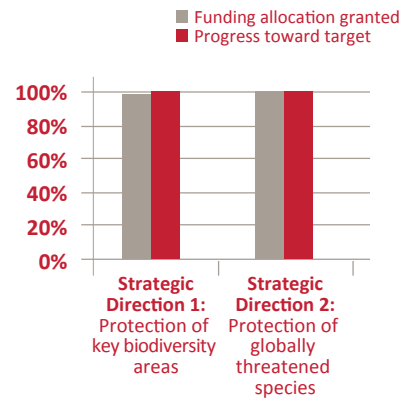 Funding allocation granted
Progress toward target
100%
80%
60%
40%
20%
0%
Strategic
Direction 1:
Protection of
key biodiversity
areas
Strategic
Direction 2:
Protection of
globally
threatened
species